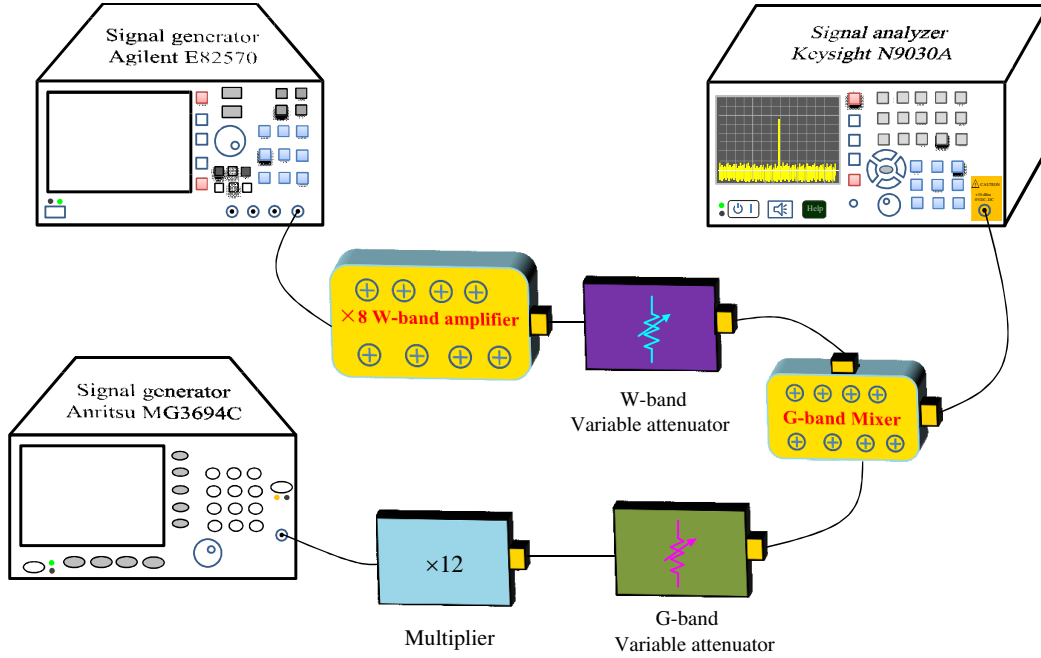 Signal generator
Agilent E82570
Signal analyzer
Keysight N9030A
CAUTION
Help
×8 W-band amplifier
W-band
Variable attenuator
G-band Mixer
Signal generator
Anritsu MG3694C
×12
Multiplier
G-band
Variable attenuator